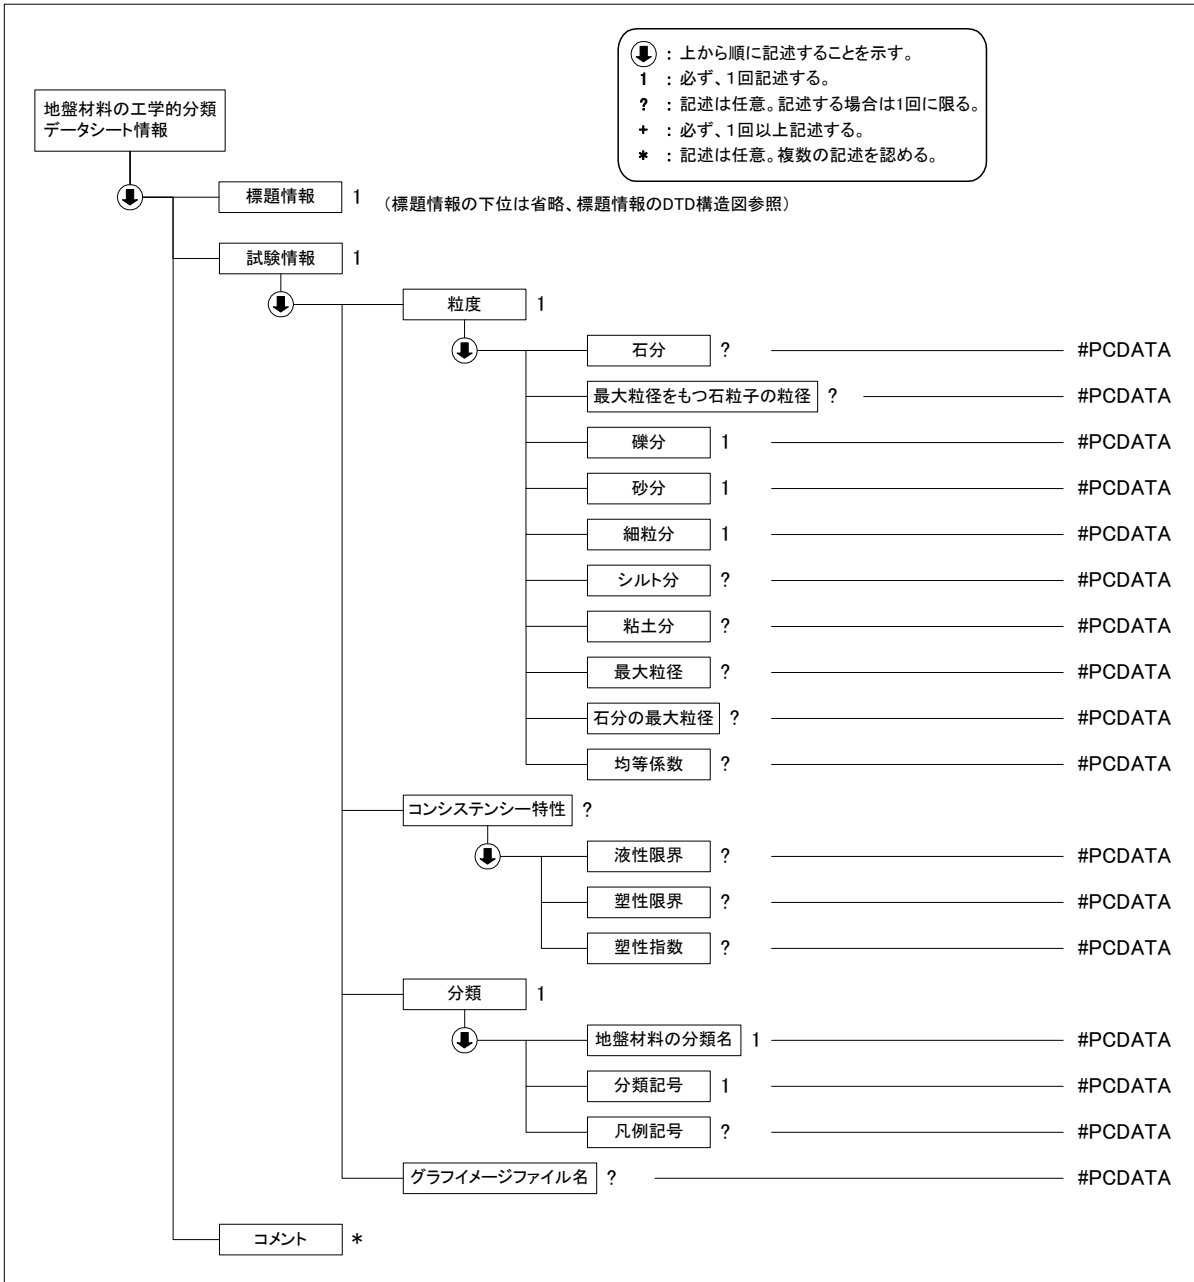 ⬇ : 上から順に記述することを示す。
1 : 必ず、1回記述する。
? : 記述は任意。記述する場合は1回に限る。
+ : 必ず、1回以上記述する。
* : 記述は任意。複数の記述を認める。
地盤材料の工学的分類
データシート情報
標題情報 1 (標題情報の下位は省略、標題情報のDTD構造図参照)
試験情報 1
粒度 1
石分 ? #PCDATA
最大粒径をもつ石粒子の粒径 ? #PCDATA
礫分 1 #PCDATA
砂分 1 #PCDATA
細粒分 1 #PCDATA
シルト分 ? #PCDATA
粘土分 ? #PCDATA
最大粒径 ? #PCDATA
石分の最大粒径 ? #PCDATA
均等係数 ? #PCDATA
コンシステンシー特性 ?
液性限界 ? #PCDATA
塑性限界 ? #PCDATA
塑性指数 ? #PCDATA
分類 1
地盤材料の分類名 1 #PCDATA
分類記号 1 #PCDATA
凡例記号 ? #PCDATA
グラフイメージファイル名 ? #PCDATA
コメント *